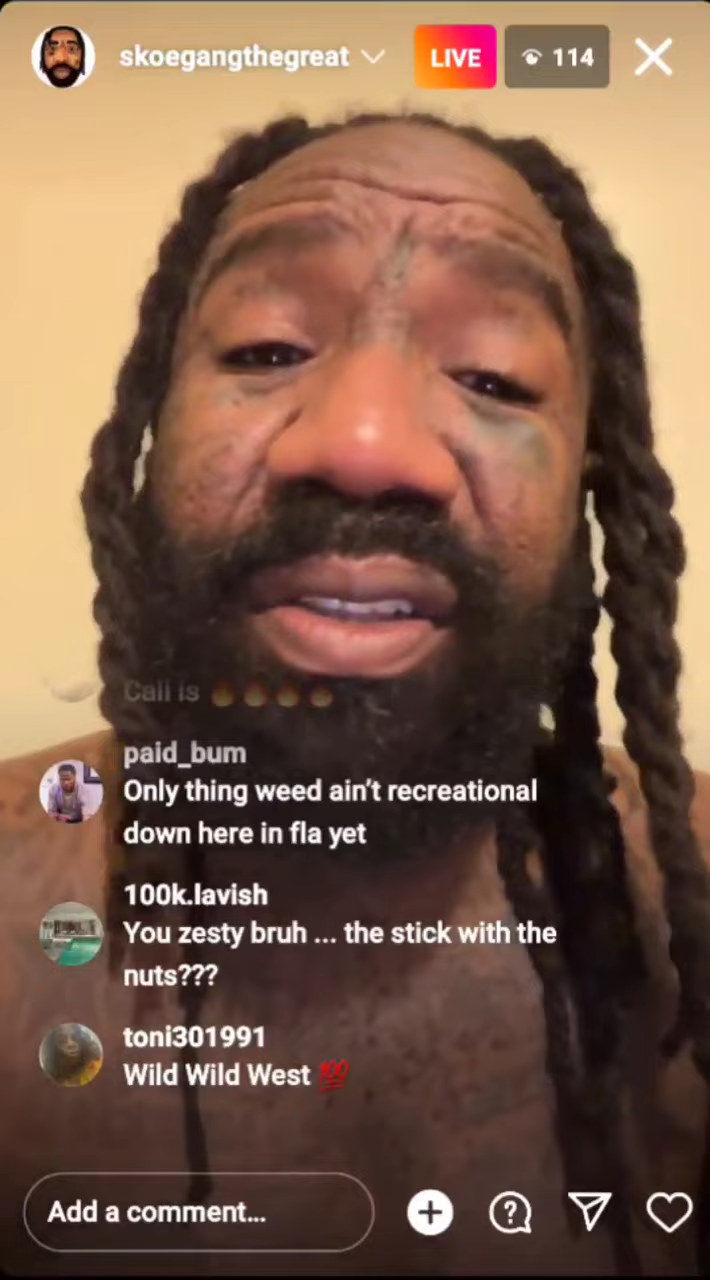 skoegangthegreat
LIVE
114
Cali is 🔥🔥🔥🔥
paid_bum
Only thing weed ain't recreational
down here in fla yet
100k.lavish
You zesty bruh ... the stick with the
nuts???
toni301991
Wild Wild West 💯
Add a comment...